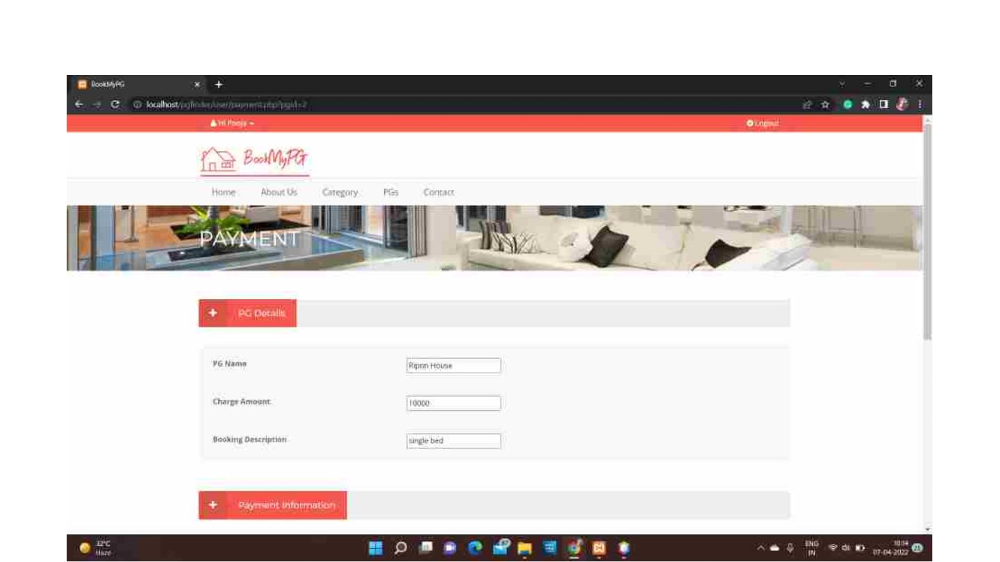 BookMyPG
localhost/pgfinder/user/payment.php?pgid=2
Hi Pooja
Logout
BookMyPG
Home About Us Category PGs Contact
PAYMENT
+ PG Details
PG Name Ripon House
Charge Amount 10000
Booking Description single bed
+ Payment Information
32°C
Haze
ENG
IN
10:34
07-04-2022